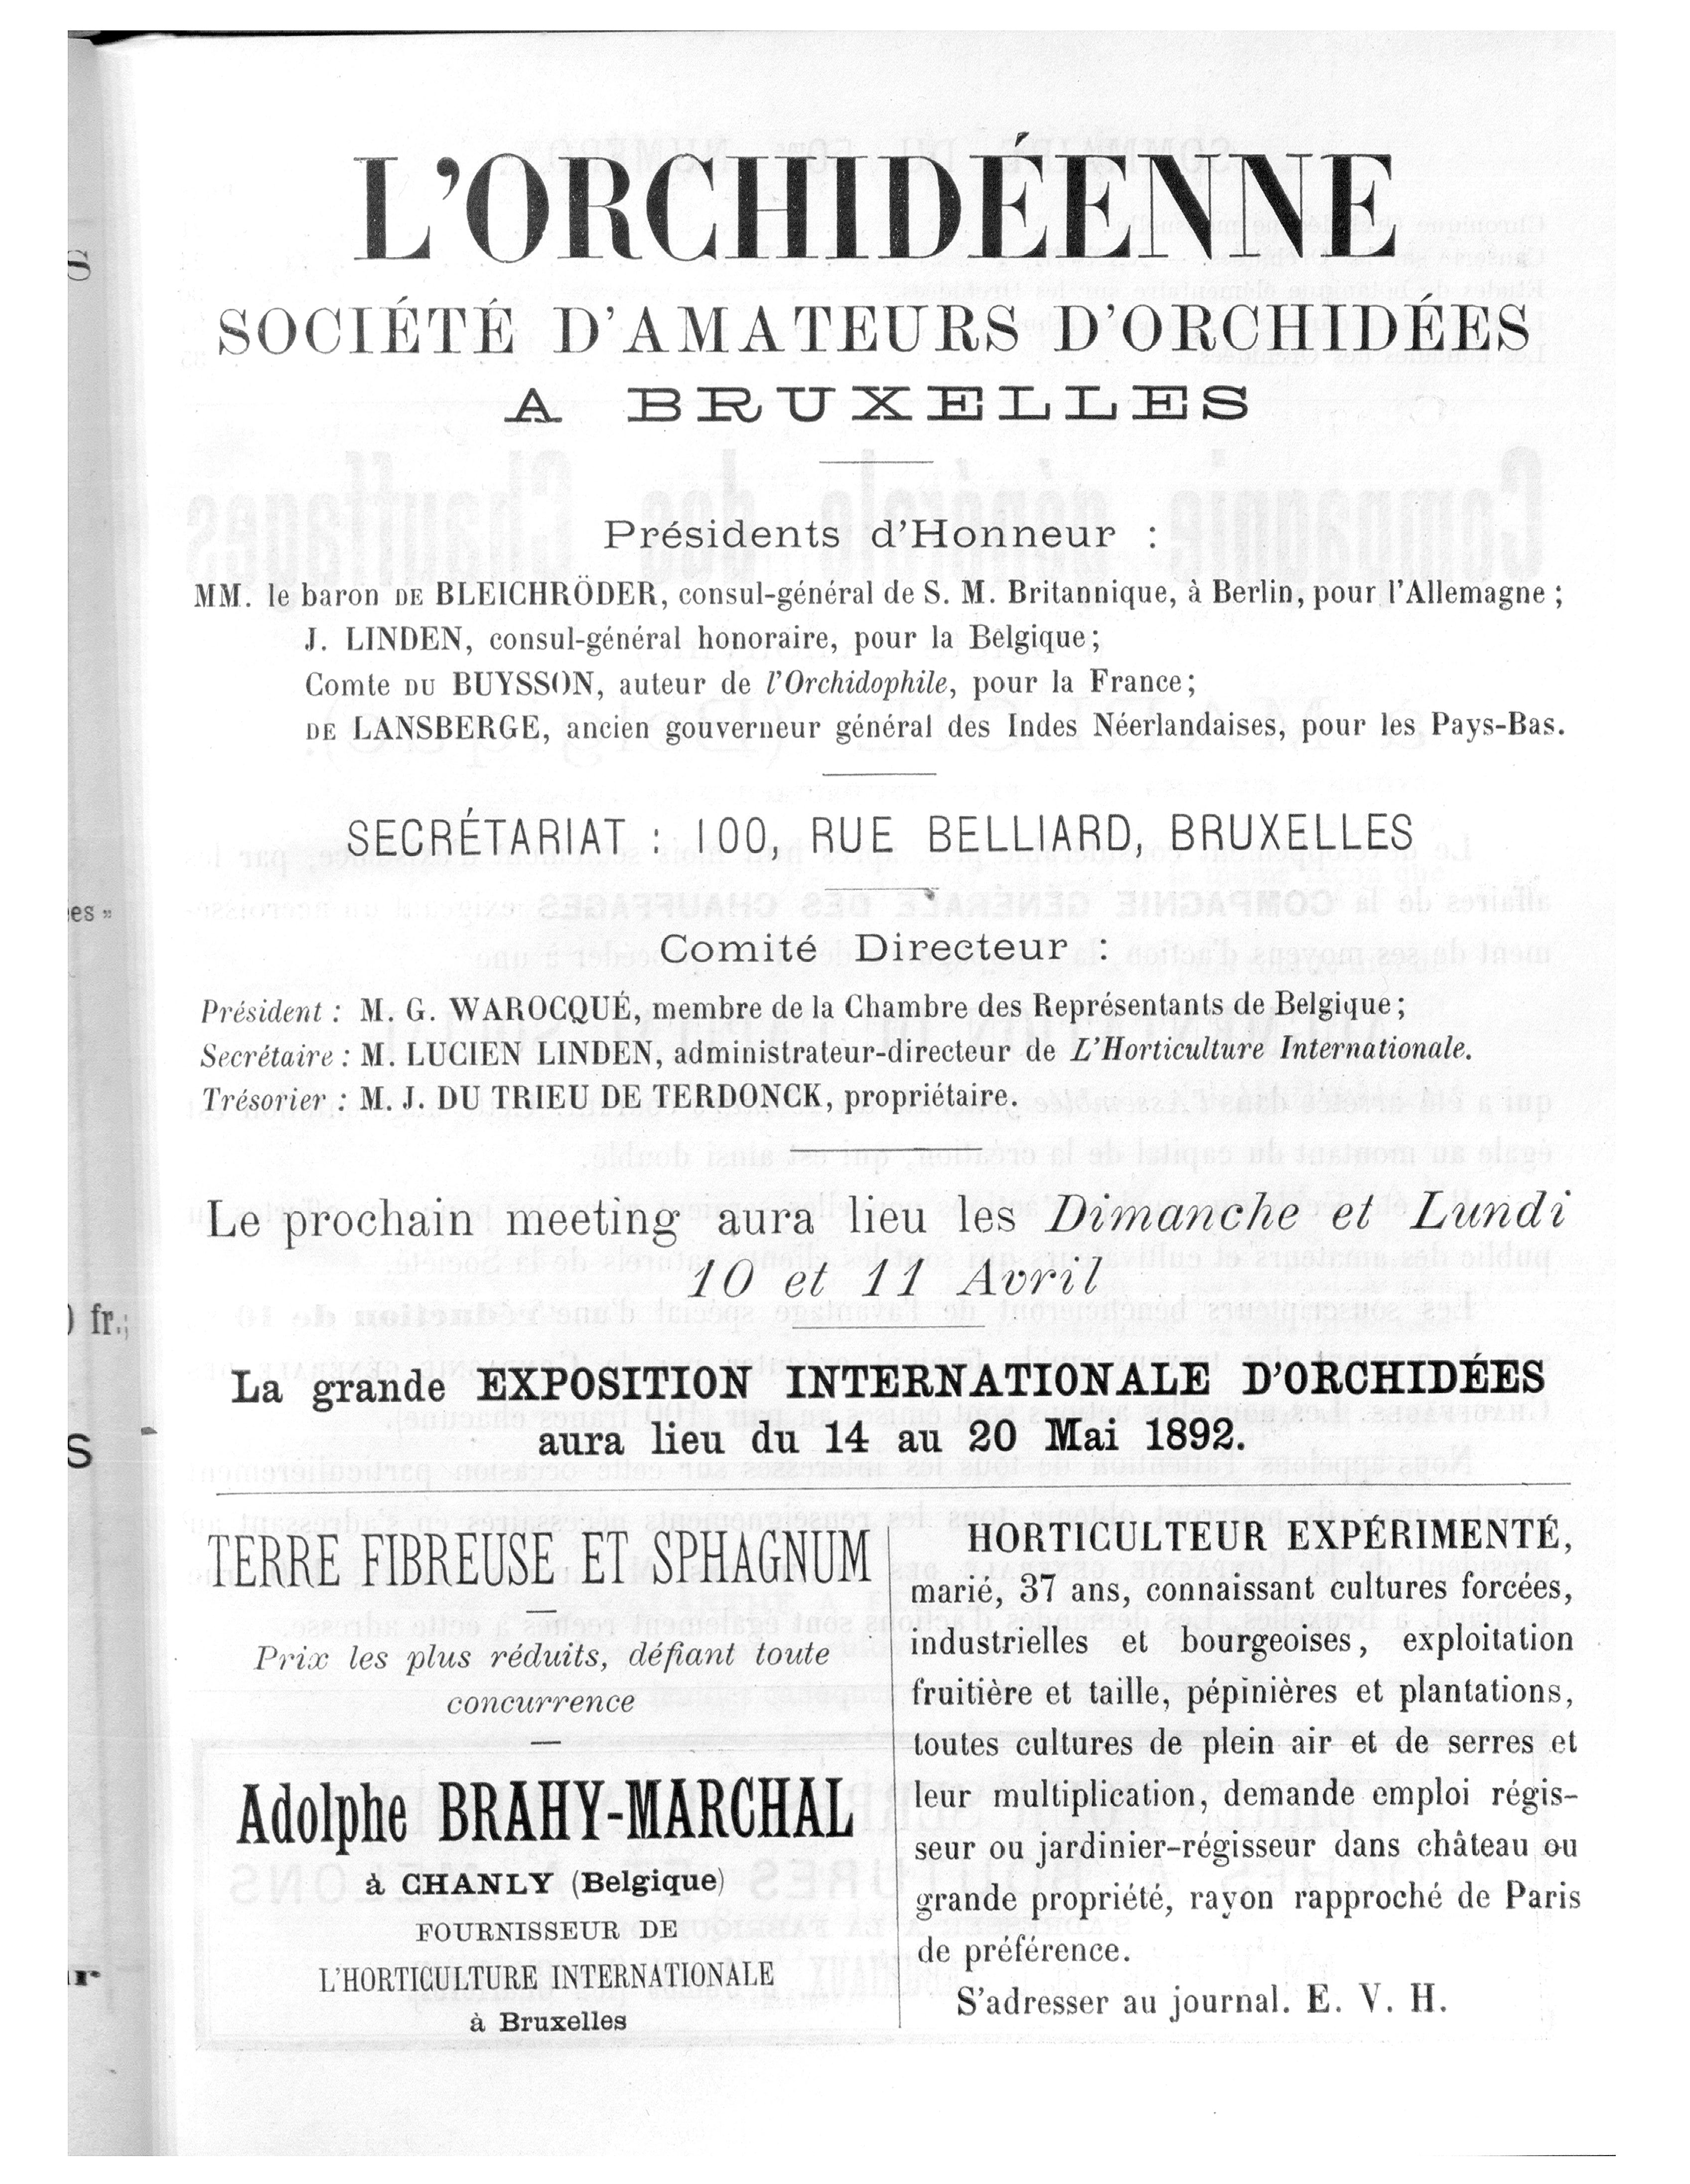 L'ORCHIDÉENNE
SOCIÉTÉ D'AMATEURS D'ORCHIDÉES
A BRUXELLES
Présidents d'Honneur :
MM. le baron DE BLEICHRÖDER, consul-général de S. M. Britannique, à Berlin, pour l'Allemagne ;
J. LINDEN, consul-général honoraire, pour la Belgique ;
Comte DU BUYSSON, auteur de l'Orchidophile, pour la France ;
DE LANSBERGE, ancien gouverneur général des Indes Néerlandaises, pour les Pays-Bas.
SECRÉTARIAT : 100, RUE BELLIARD, BRUXELLES
Comité Directeur :
Président : M. G. WAROCQUÉ, membre de la Chambre des Représentants de Belgique ;
Secrétaire : M. LUCIEN LINDEN, administrateur-directeur de L'Horticulture Internationale.
Trésorier : M. J. DU TRIEU DE TERDONCK, propriétaire.
Le prochain meeting aura lieu les Dimanche et Lundi
10 et 11 Avril
La grande EXPOSITION INTERNATIONALE D'ORCHIDÉES
aura lieu du 14 au 20 Mai 1892.
TERRE FIBREUSE ET SPHAGNUM
Prix les plus réduits, défiant toute
concurrence
Adolphe BRAHY-MARCHAL
à CHANLY (Belgique)
FOURNISSEUR DE
L'HORTICULTURE INTERNATIONALE
à Bruxelles
HORTICULTEUR EXPÉRIMENTÉ,
marié, 37 ans, connaissant cultures forcées,
industrielles et bourgeoises, exploitation
fruitière et taille, pépinières et plantations,
toutes cultures de plein air et de serres et
leur multiplication, demande emploi régis-
seur ou jardinier-régisseur dans château ou
grande propriété, rayon rapproché de Paris
de préférence.
S'adresser au journal. E. V. H.